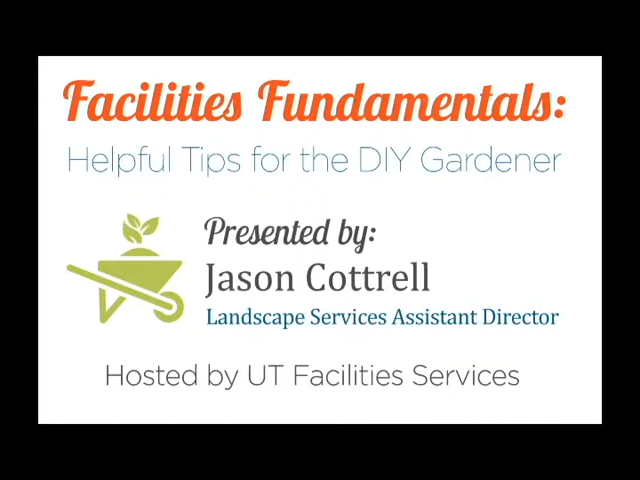 Facilities Fundamentals:
Helpful Tips for the DIY Gardener
Presented by:
Jason Cottrell
Landscape Services Assistant Director
Hosted by UT Facilities Services